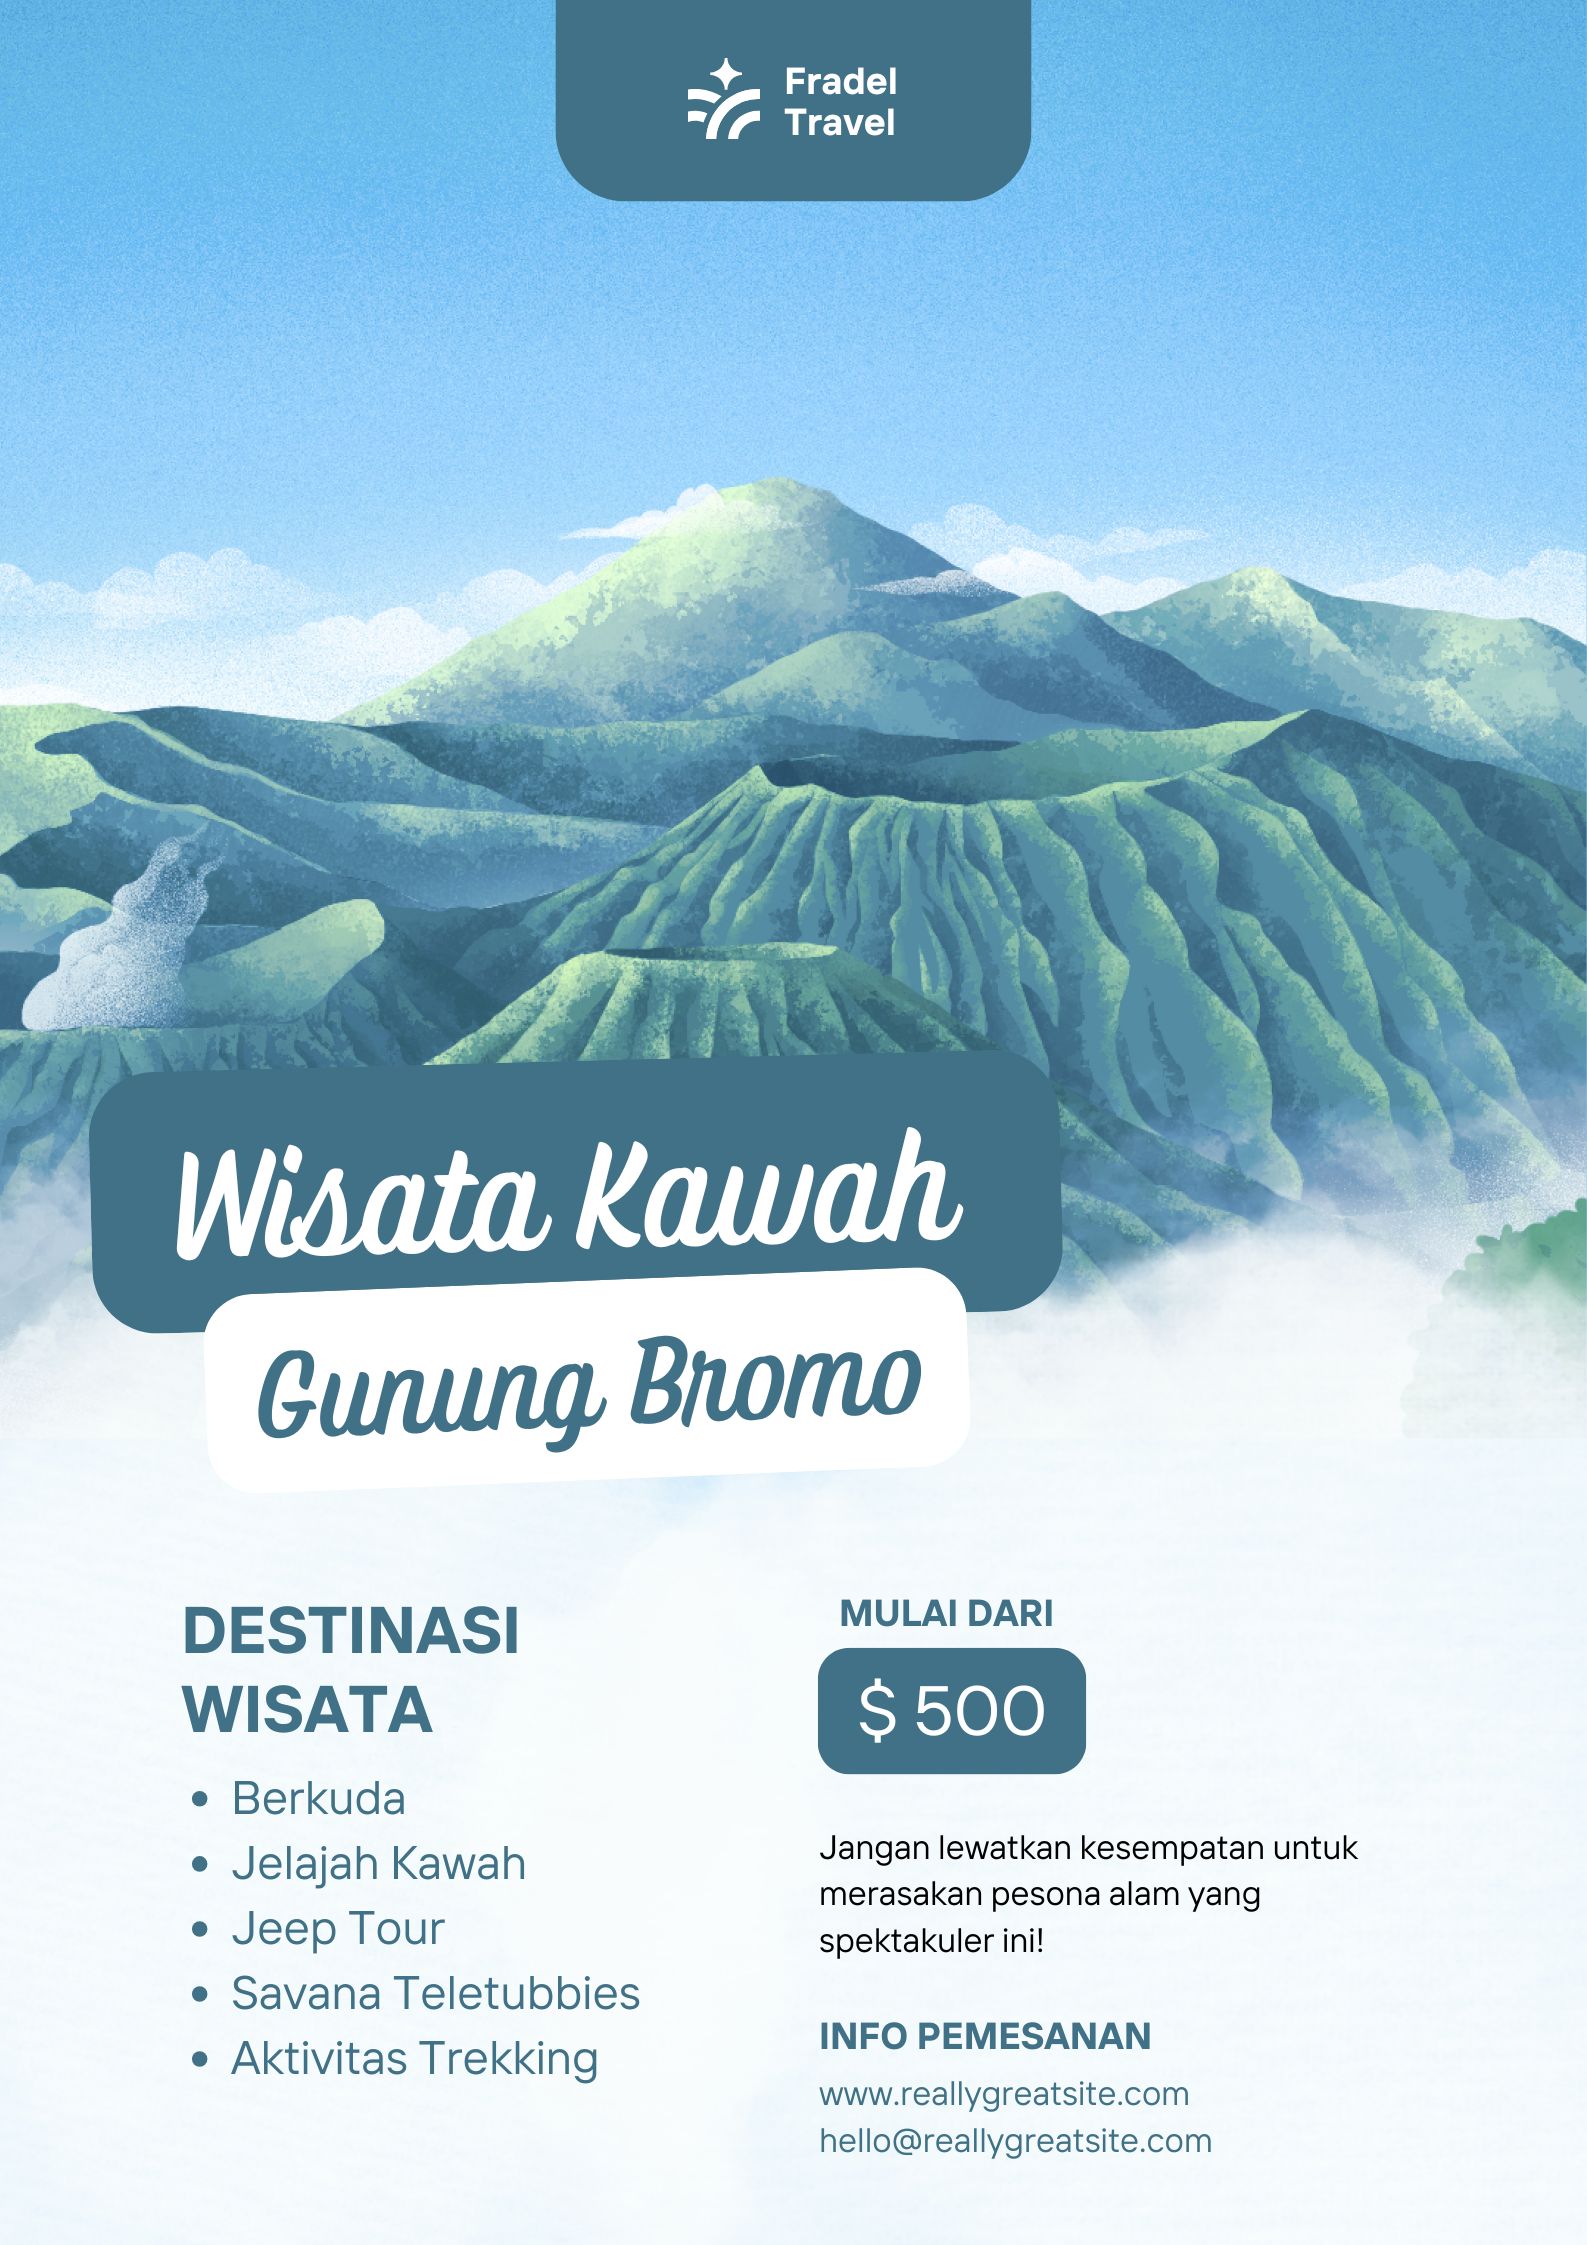 Fradel
Travel
Wisata Kawah
Gunung Bromo
DESTINASI
WISATA
• Berkuda
• Jelajah Kawah
• Jeep Tour
• Savana Teletubbies
• Aktivitas Trekking
MULAI DARI
$ 500
Jangan lewatkan kesempatan untuk
merasakan pesona alam yang
spektakuler ini!
INFO PEMESANAN
www.reallygreatsite.com
hello@reallygreatsite.com